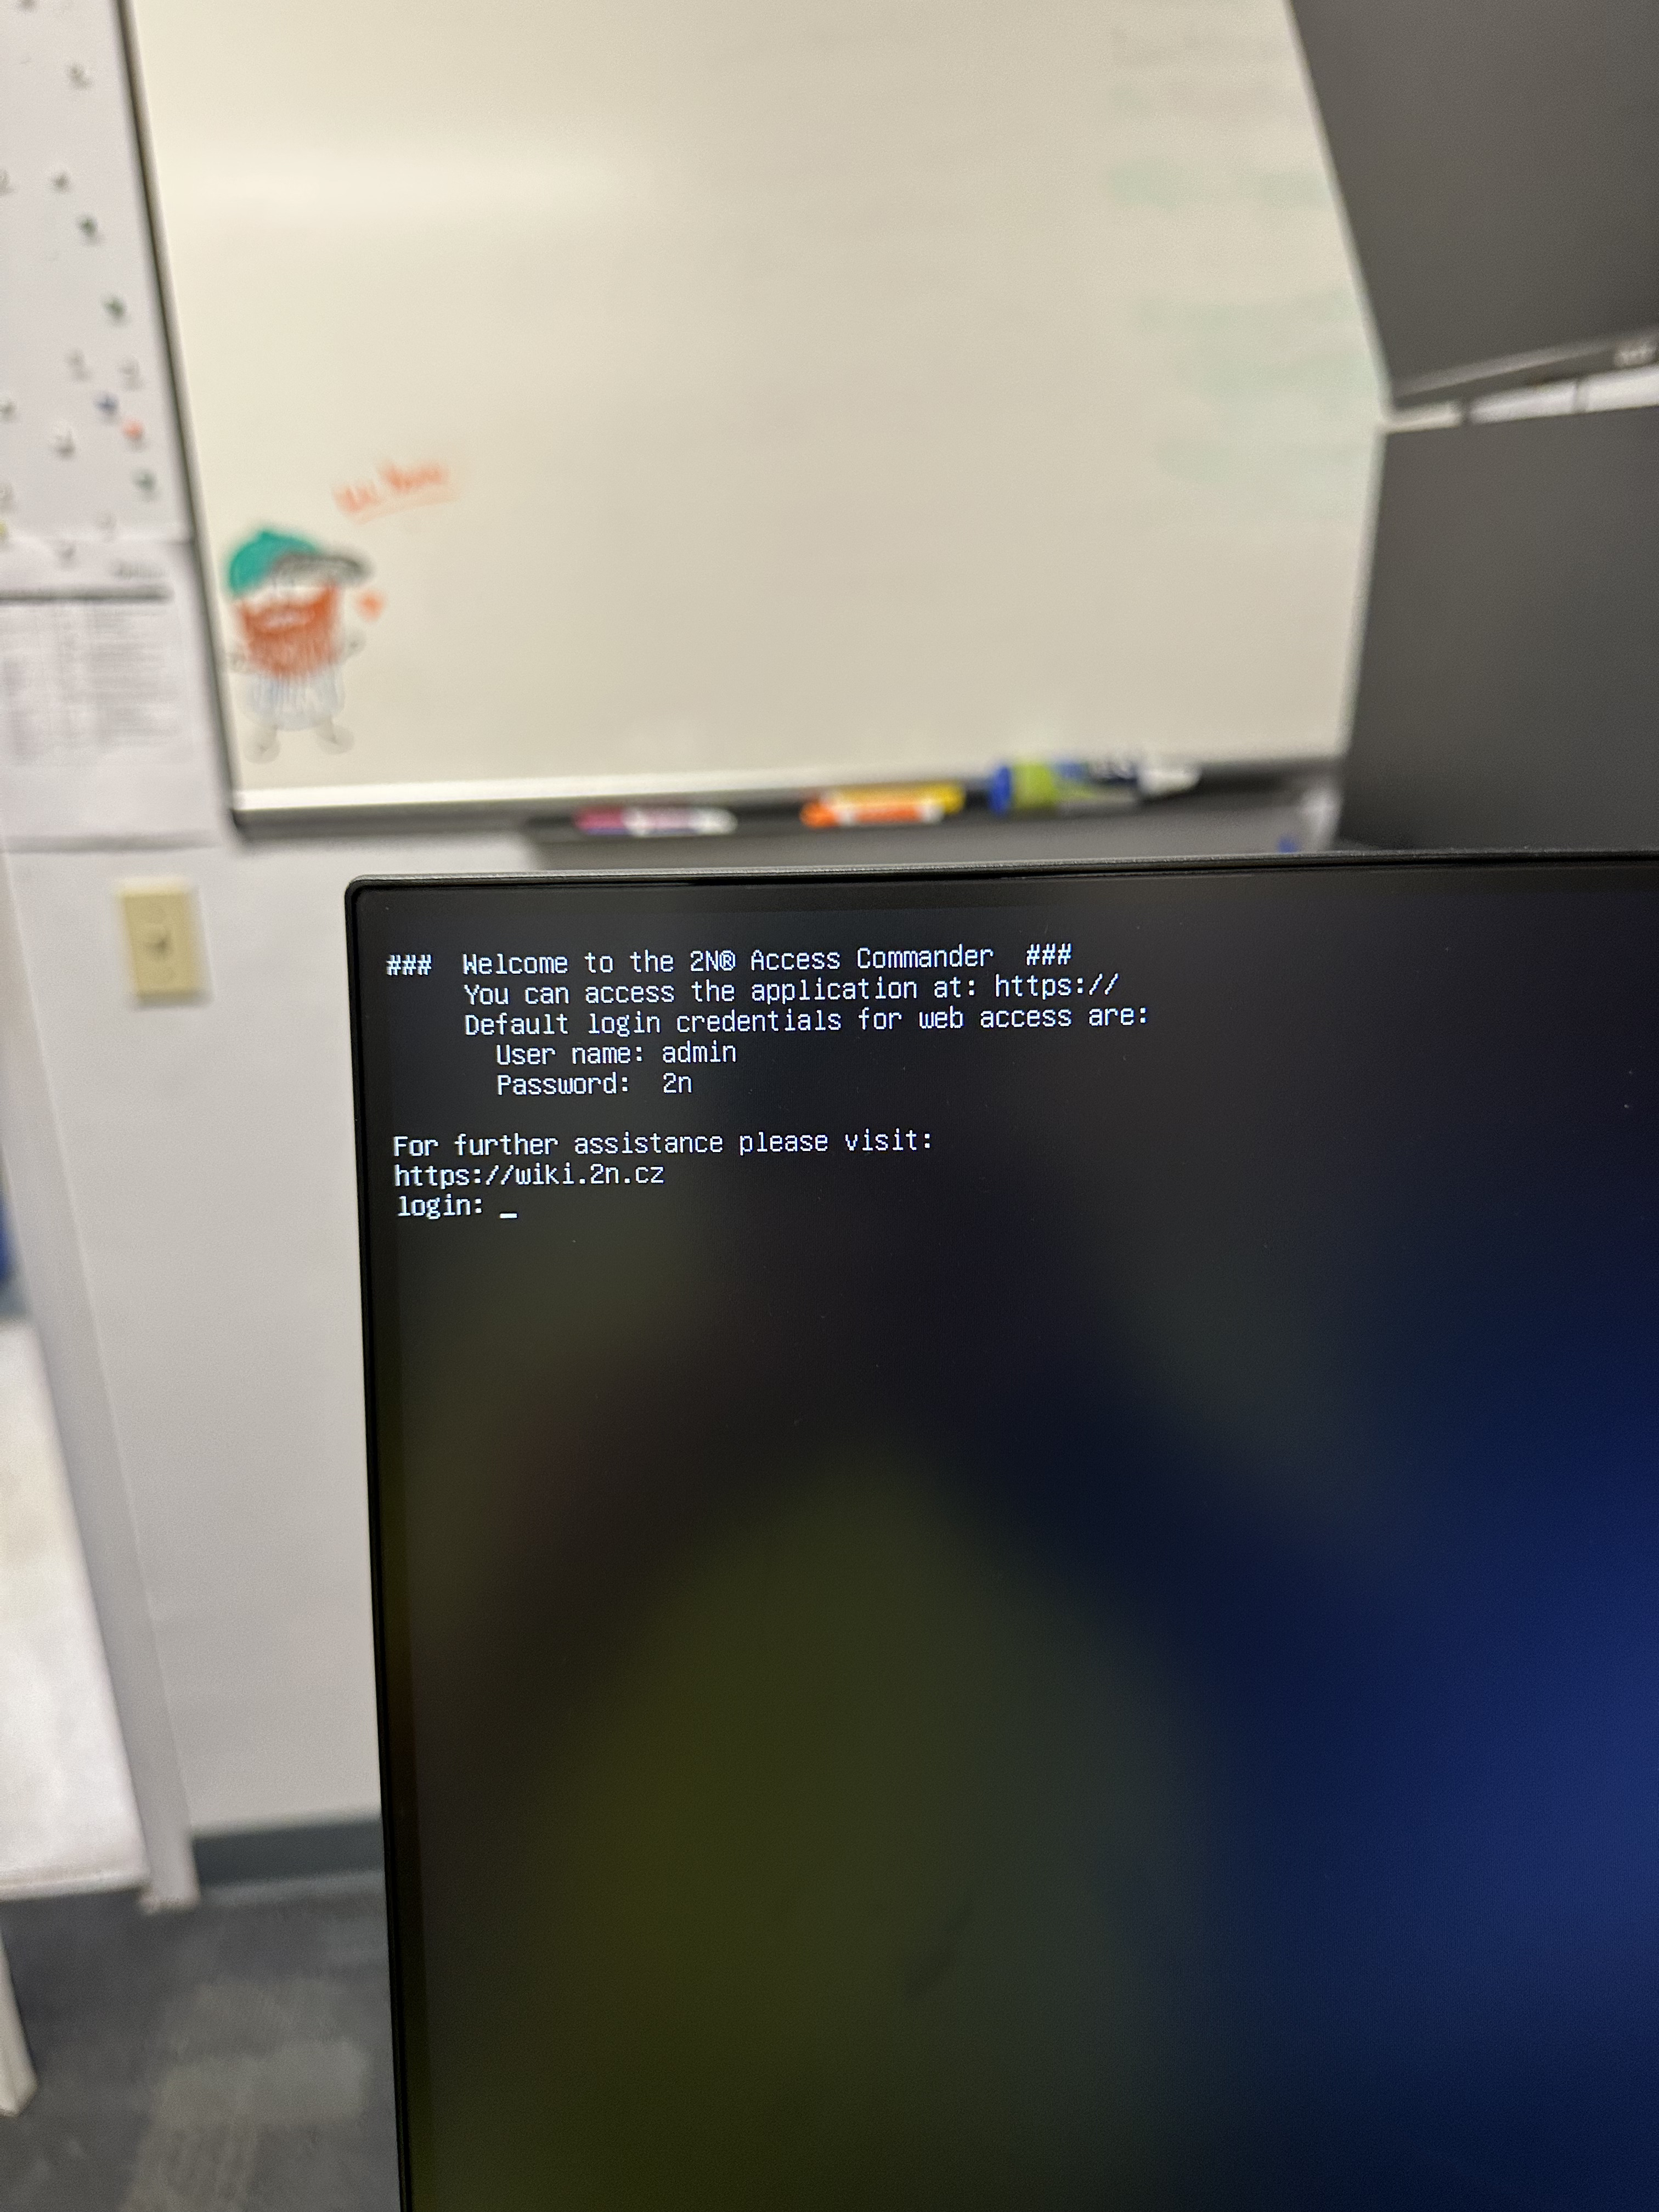 ### Welcome to the 2N® Access Commander ###
You can access the application at: https://
Default login credentials for web access are:
User name: admin
Password: 2n
For further assistance please visit:
https://wiki.2n.cz
login: _